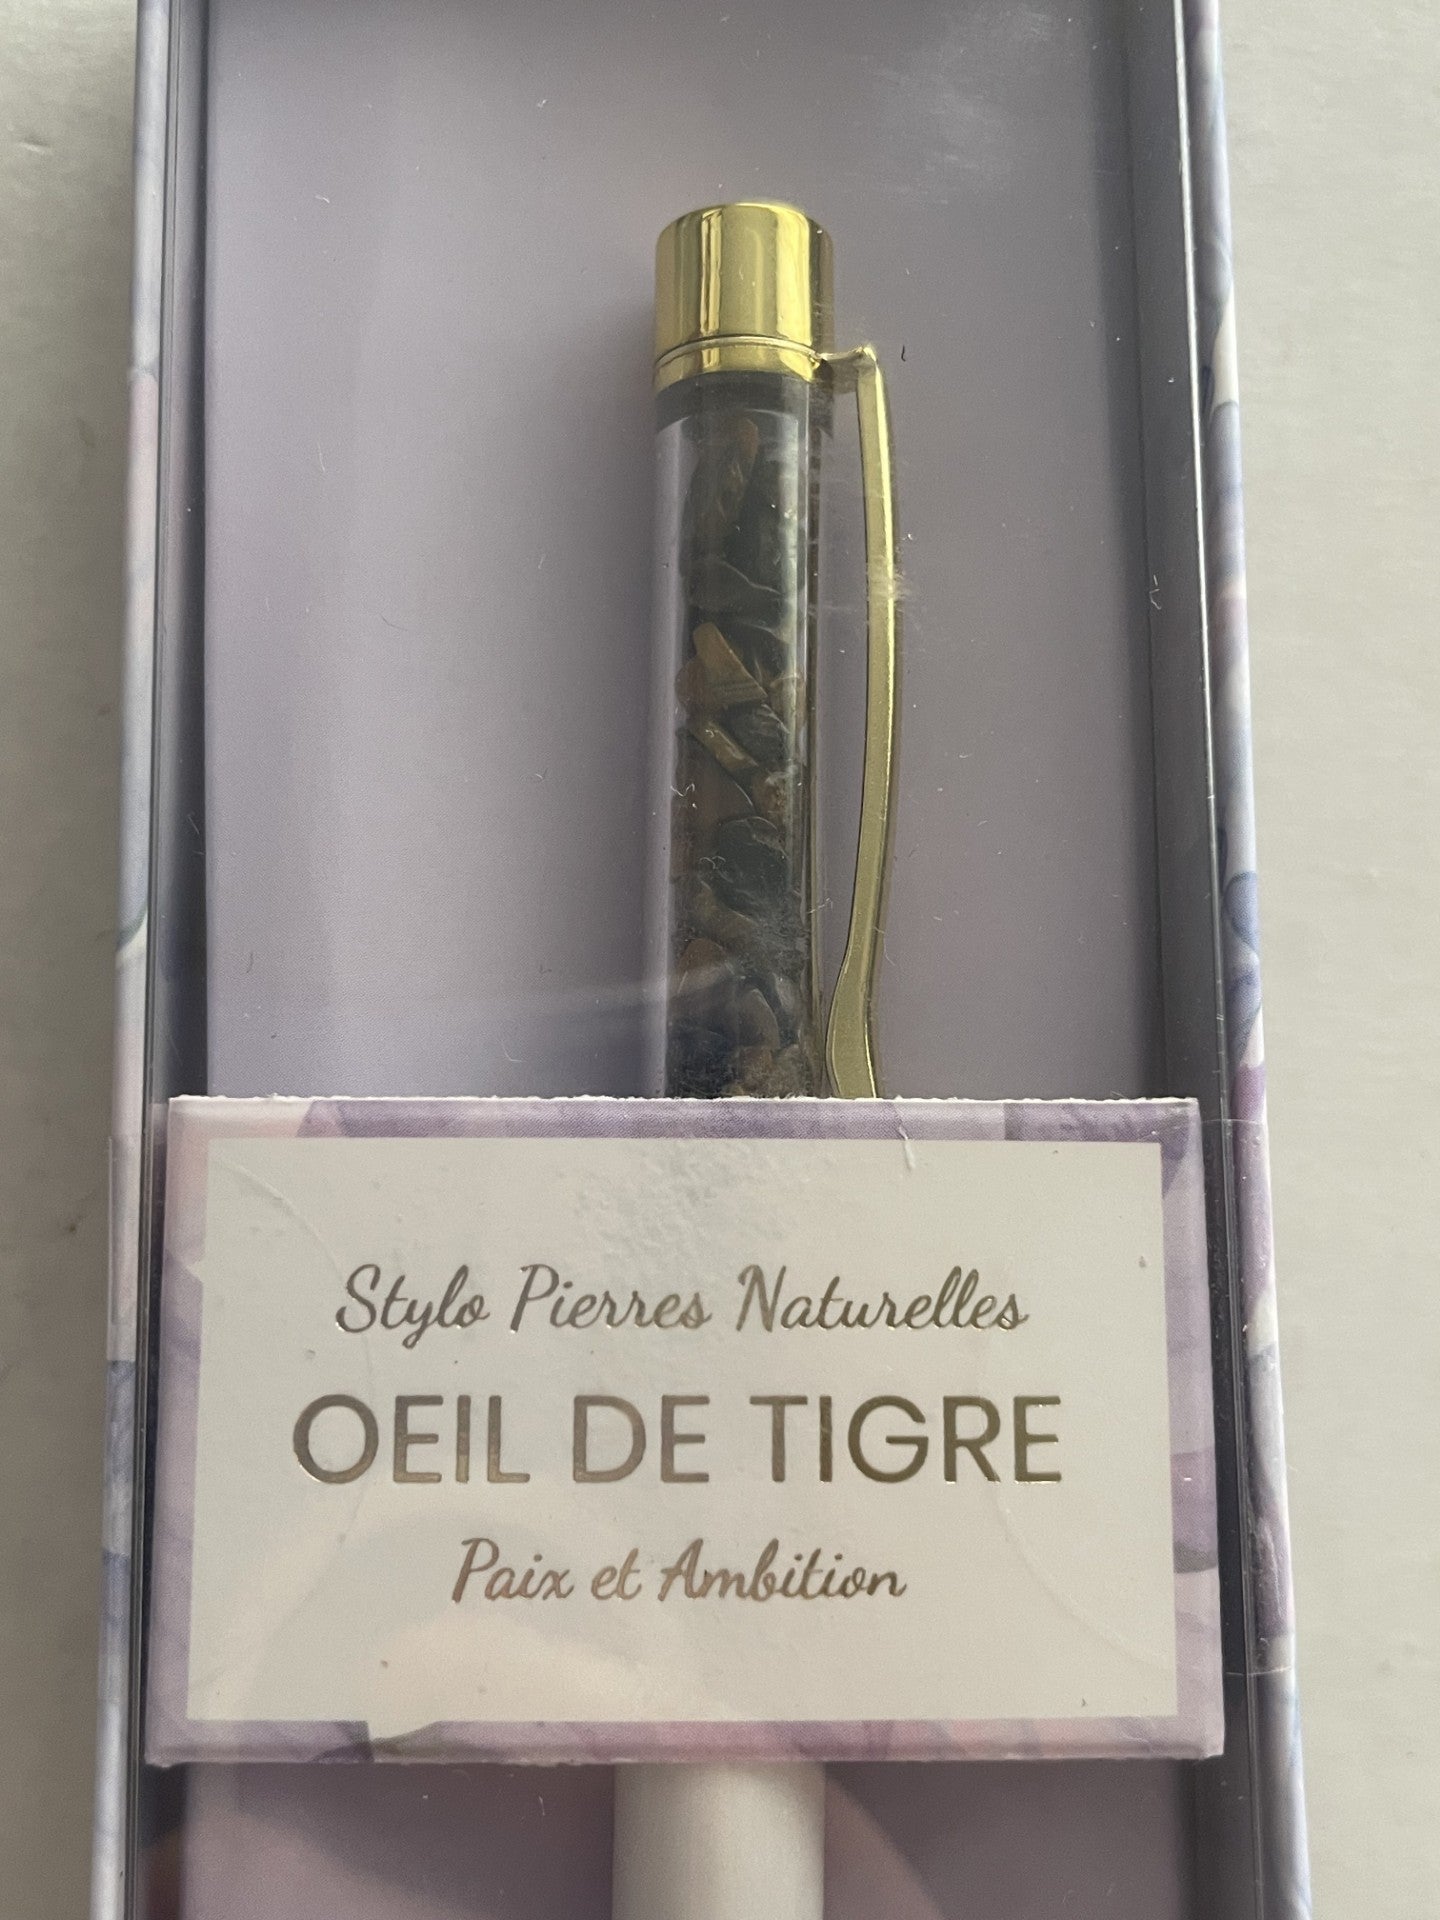 Stylo Pierres Naturelles
OEIL DE TIGRE
Paix et Ambition